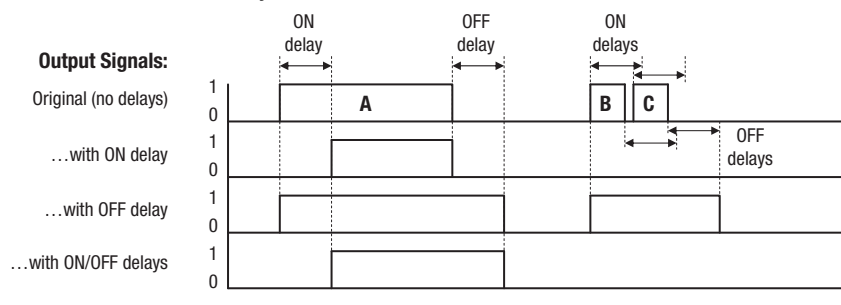 ON
delay
OFF
delay
ON
delays
Output Signals:
Original (no delays)
1
0
A
B
C
OFF
delays
…with ON delay
1
0
…with OFF delay
1
0
…with ON/OFF delays
1
0